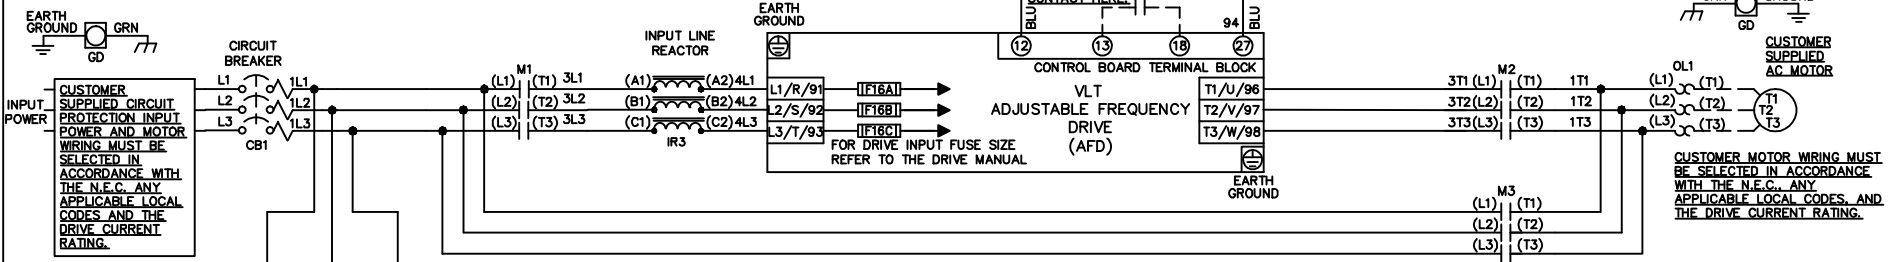 EARTH
GROUND
GRN
GD
INPUT
POWER
CUSTOMER
SUPPLIED CIRCUIT
PROTECTION INPUT
POWER AND MOTOR
WIRING MUST BE
SELECTED IN
ACCORDANCE WITH
THE N.E.C. ANY
APPLICABLE LOCAL
CODES AND THE
DRIVE CURRENT
RATING.
CIRCUIT
BREAKER
L1 1L1
L2 1L2
L3 1L3
CB1
M1
(L1) (T1) 3L1
(L2) (T2) 3L2
(L3) (T3) 3L3
INPUT LINE
REACTOR
(A1) (A2) 4L1
(B1) (B2) 4L2
(C1) (C2) 4L3
IR3
EARTH
GROUND
BLU
94
BLU
12 13 18 27
CONTROL BOARD TERMINAL BLOCK
L1/R/91
L2/S/92
L3/T/93
F16A
F16B
F16C
FOR DRIVE INPUT FUSE SIZE
REFER TO THE DRIVE MANUAL
VLT
ADJUSTABLE FREQUENCY
DRIVE
(AFD)
T1/U/96
T2/V/97
T3/W/98
EARTH
GROUND
M2
3T1 (L1) (T1) 1T1
3T2 (L2) (T2) 1T2
3T3 (L3) (T3) 1T3
M3
(L1) (T1)
(L2) (T2)
(L3) (T3)
OL1
(L1) (T1)
(L2) (T2)
(L3) (T3)
T1
T2
T3
GD
CUSTOMER
SUPPLIED
AC MOTOR
CUSTOMER MOTOR WIRING MUST
BE SELECTED IN ACCORDANCE
WITH THE N.E.C., ANY
APPLICABLE LOCAL CODES, AND
THE DRIVE CURRENT RATING.